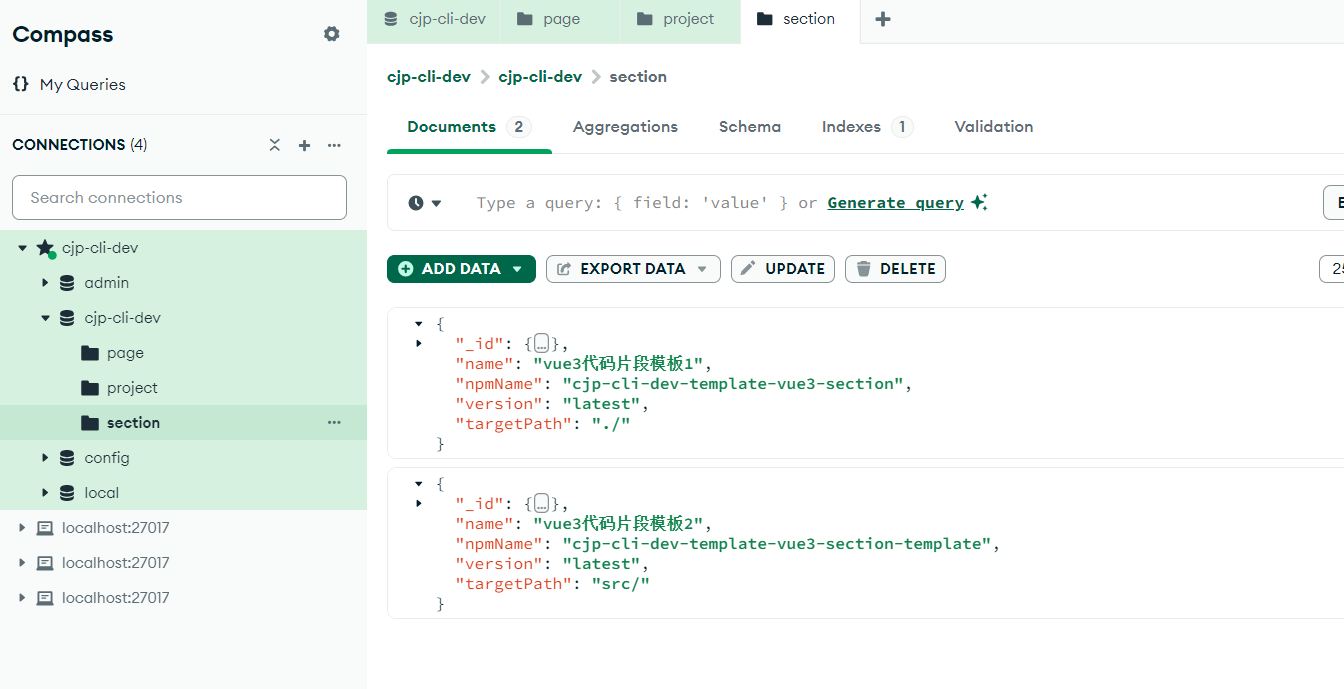 Compass
My Queries
CONNECTIONS (4)
Search connections
cjp-cli-dev
admin
cjp-cli-dev
page
project
section
config
local
localhost:27017
localhost:27017
localhost:27017
cjp-cli-dev page project section
cjp-cli-dev > cjp-cli-dev > section
Documents 2 Aggregations Schema Indexes 1 Validation
Type a query: { field: 'value' } or Generate query
ADD DATA EXPORT DATA UPDATE DELETE
{
"_id": {…},
"name": "vue3代码片段模板1",
"npmName": "cjp-cli-dev-template-vue3-section",
"version": "latest",
"targetPath": "./"
}
{
"_id": {…},
"name": "vue3代码片段模板2",
"npmName": "cjp-cli-dev-template-vue3-section-template",
"version": "latest",
"targetPath": "src/"
}